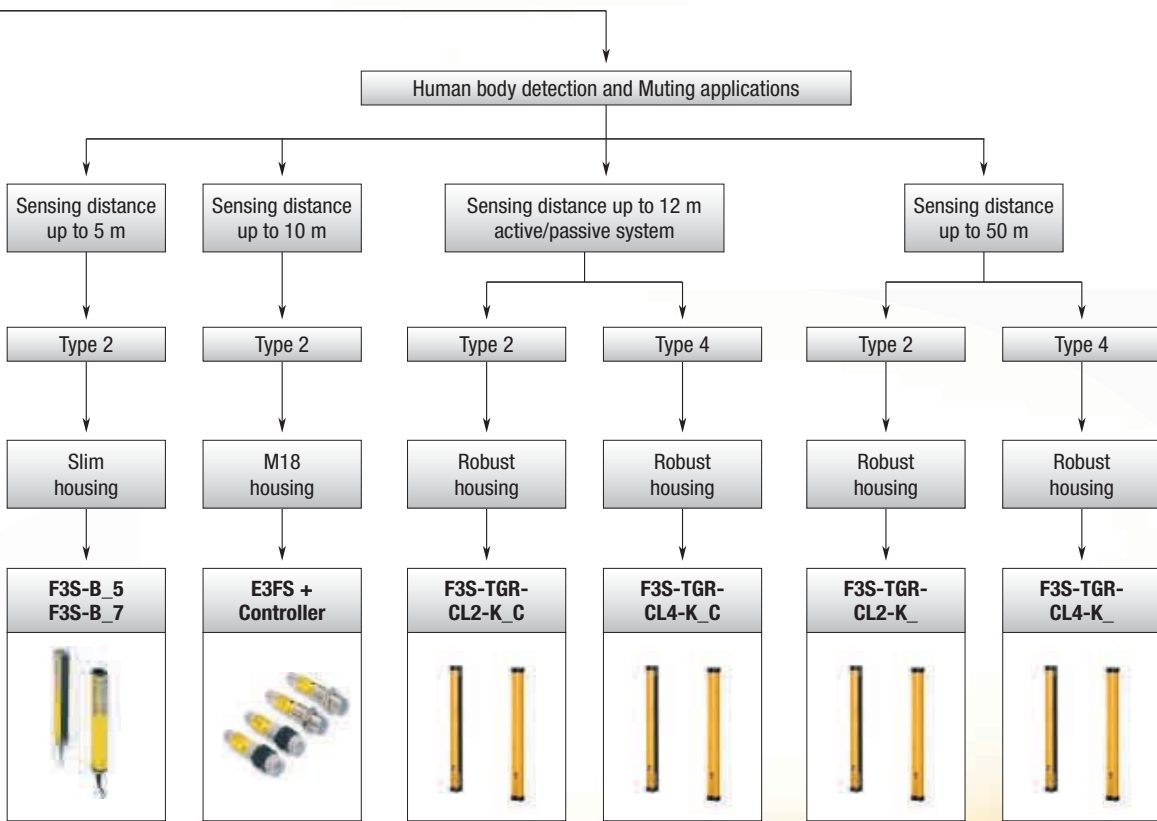 Human body detection and Muting applications
Sensing distance
up to 5 m
Sensing distance
up to 10 m
Sensing distance up to 12 m
active/passive system
Sensing distance
up to 50 m
Type 2
Type 2
Type 2
Type 4
Type 2
Type 4
Slim
housing
M18
housing
Robust
housing
Robust
housing
Robust
housing
Robust
housing
F3S-B_5
F3S-B_7
E3FS +
Controller
F3S-TGR-
CL2-K_C
F3S-TGR-
CL4-K_C
F3S-TGR-
CL2-K_
F3S-TGR-
CL4-K_